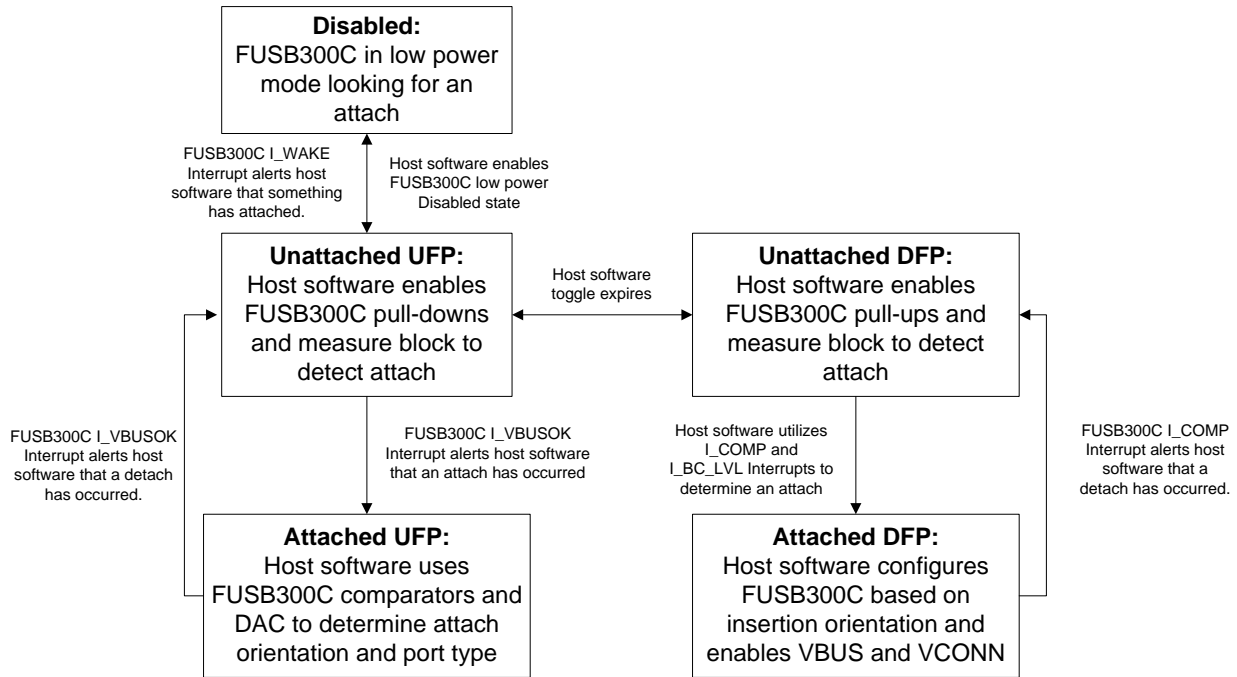 Disabled:
FUSB300C in low power
mode looking for an
attach
FUSB300C I_WAKE
Interrupt alerts host
software that something
has attached.
Host software enables
FUSB300C low power
Disabled state
Unattached UFP:
Host software enables
FUSB300C pull-downs
and measure block to
detect attach
Host software
toggle expires
Unattached DFP:
Host software enables
FUSB300C pull-ups and
measure block to detect
attach
FUSB300C I_VBUSOK
Interrupt alerts host
software that a detach
has occurred.
FUSB300C I_VBUSOK
Interrupt alerts host software
that an attach has occurred
Host software utilizes
I_COMP and
I_BC_LVL Interrupts to
determine an attach
FUSB300C I_COMP
Interrupt alerts host
software that a
detach has occurred.
Attached UFP:
Host software uses
FUSB300C comparators and
DAC to determine attach
orientation and port type
Attached DFP:
Host software configures
FUSB300C based on
insertion orientation and
enables VBUS and VCONN